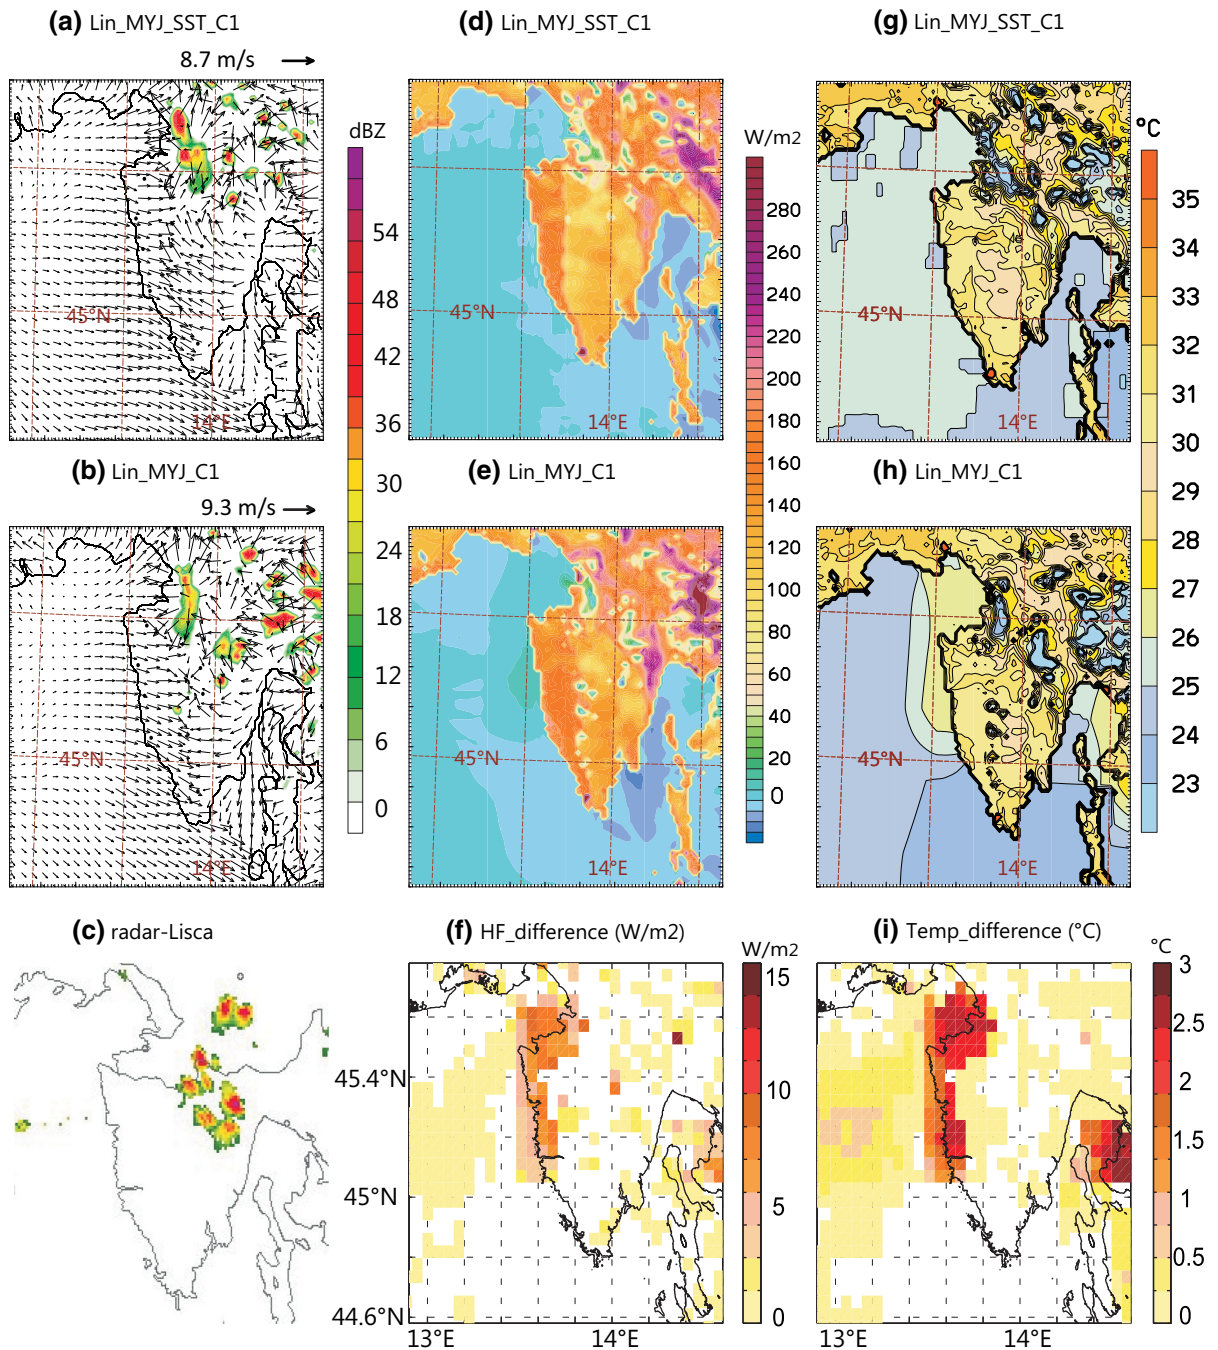 (a) Lin_MYJ_SST_C1
8.7 m/s
45°N
14°E
dBZ
54
48
42
36
30
24
18
12
6
0
(d) Lin_MYJ_SST_C1
45°N
14°E
W/m2
280
260
240
220
200
180
160
140
120
100
80
60
40
20
0
(g) Lin_MYJ_SST_C1
45°N
14°E
°C
35
34
33
32
31
30
29
28
27
26
25
24
23
(b) Lin_MYJ_C1
9.3 m/s
45°N
14°E
(e) Lin_MYJ_C1
45°N
14°E
(h) Lin_MYJ_C1
45°N
14°E
(c) radar-Lisca
(f) HF_difference (W/m2)
W/m2
15
10
5
0
45.4°N
45°N
44.6°N
13°E
14°E
(i) Temp_difference (°C)
°C
3
2.5
2
1.5
1
0.5
0
13°E
14°E